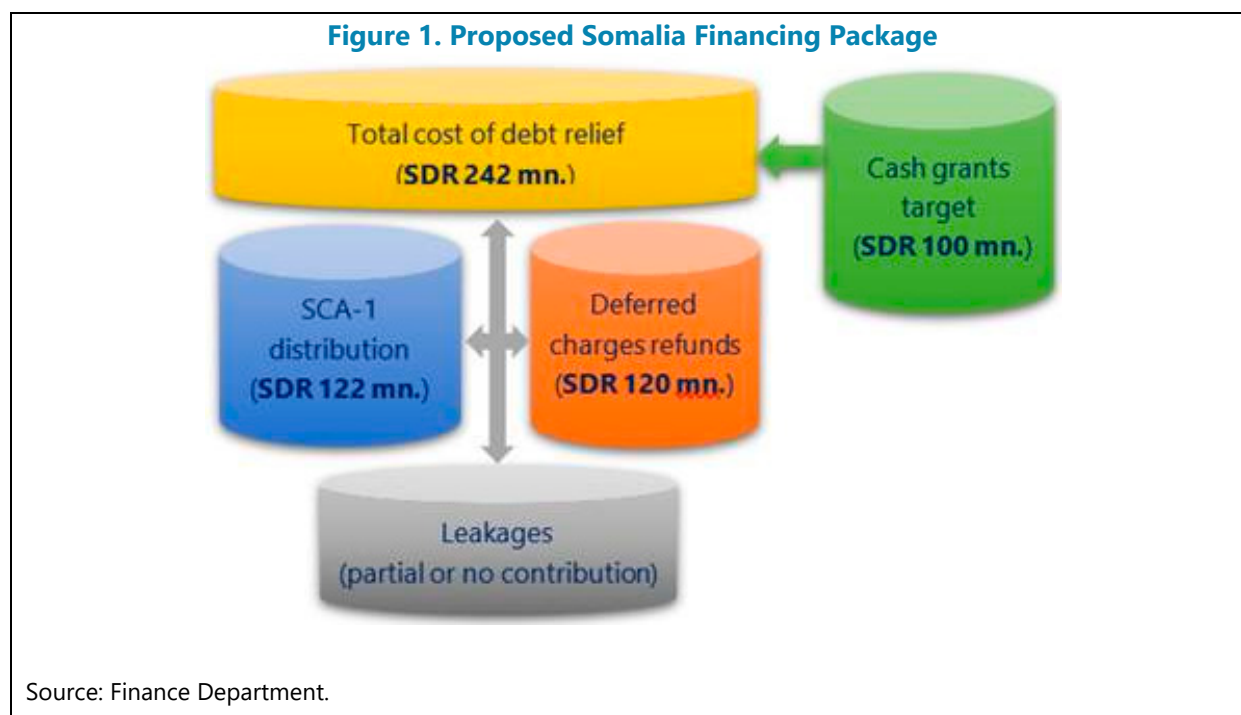 Figure 1. Proposed Somalia Financing Package
Total cost of debt relief
(SDR 242 mn.)
Cash grants
target
(SDR 100 mn.)
SCA-1
distribution
(SDR 122 mn.)
Deferred
charges refunds
(SDR 120 mn.)
Leakages
(partial or no contribution)
Source: Finance Department.